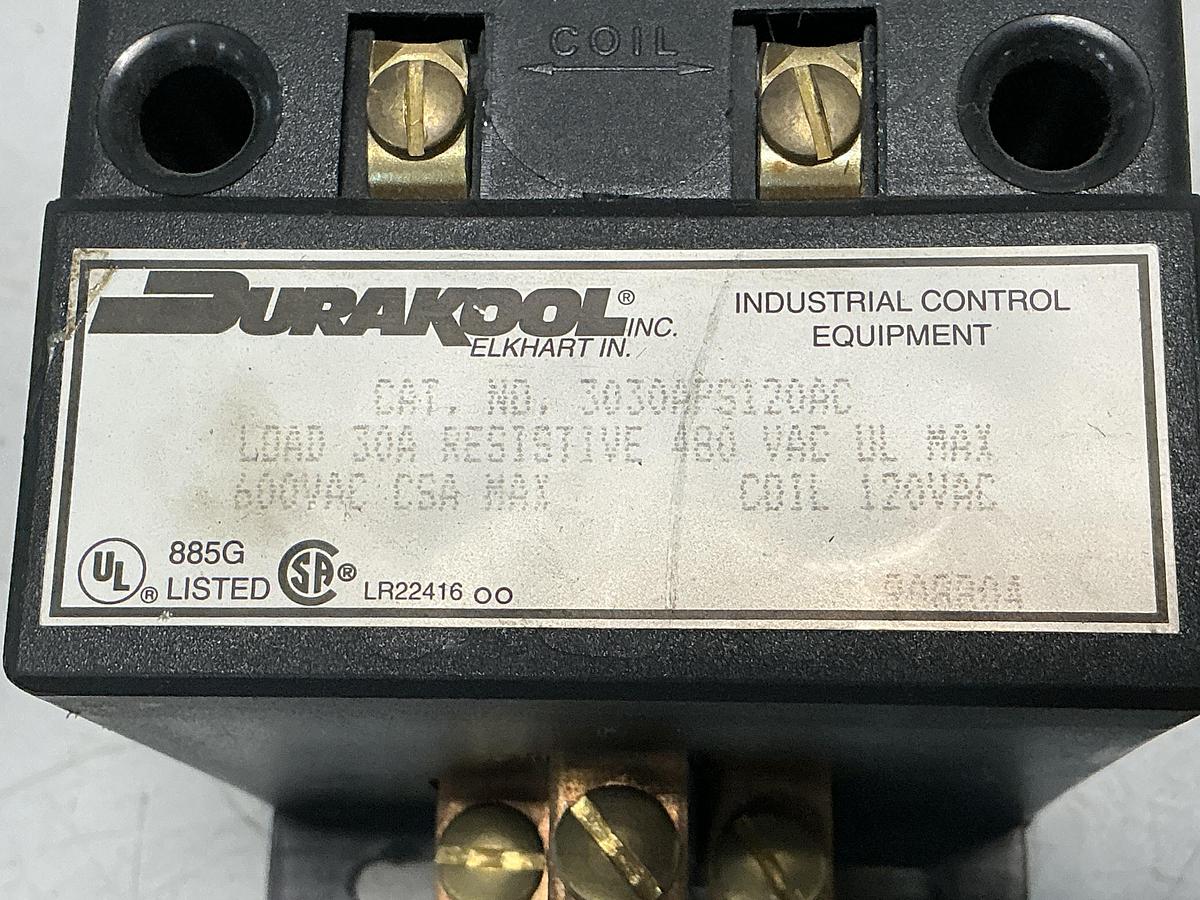 COIL
DURAKOOL® INC.
ELKHART IN.
INDUSTRIAL CONTROL
EQUIPMENT
CAT. NO.
LOAD 30A RESISTIVE 480 VAC UL MAX
600VAC CSA MAX COIL 120VAC
UL ® 885G
LISTED
SA ® LR22416